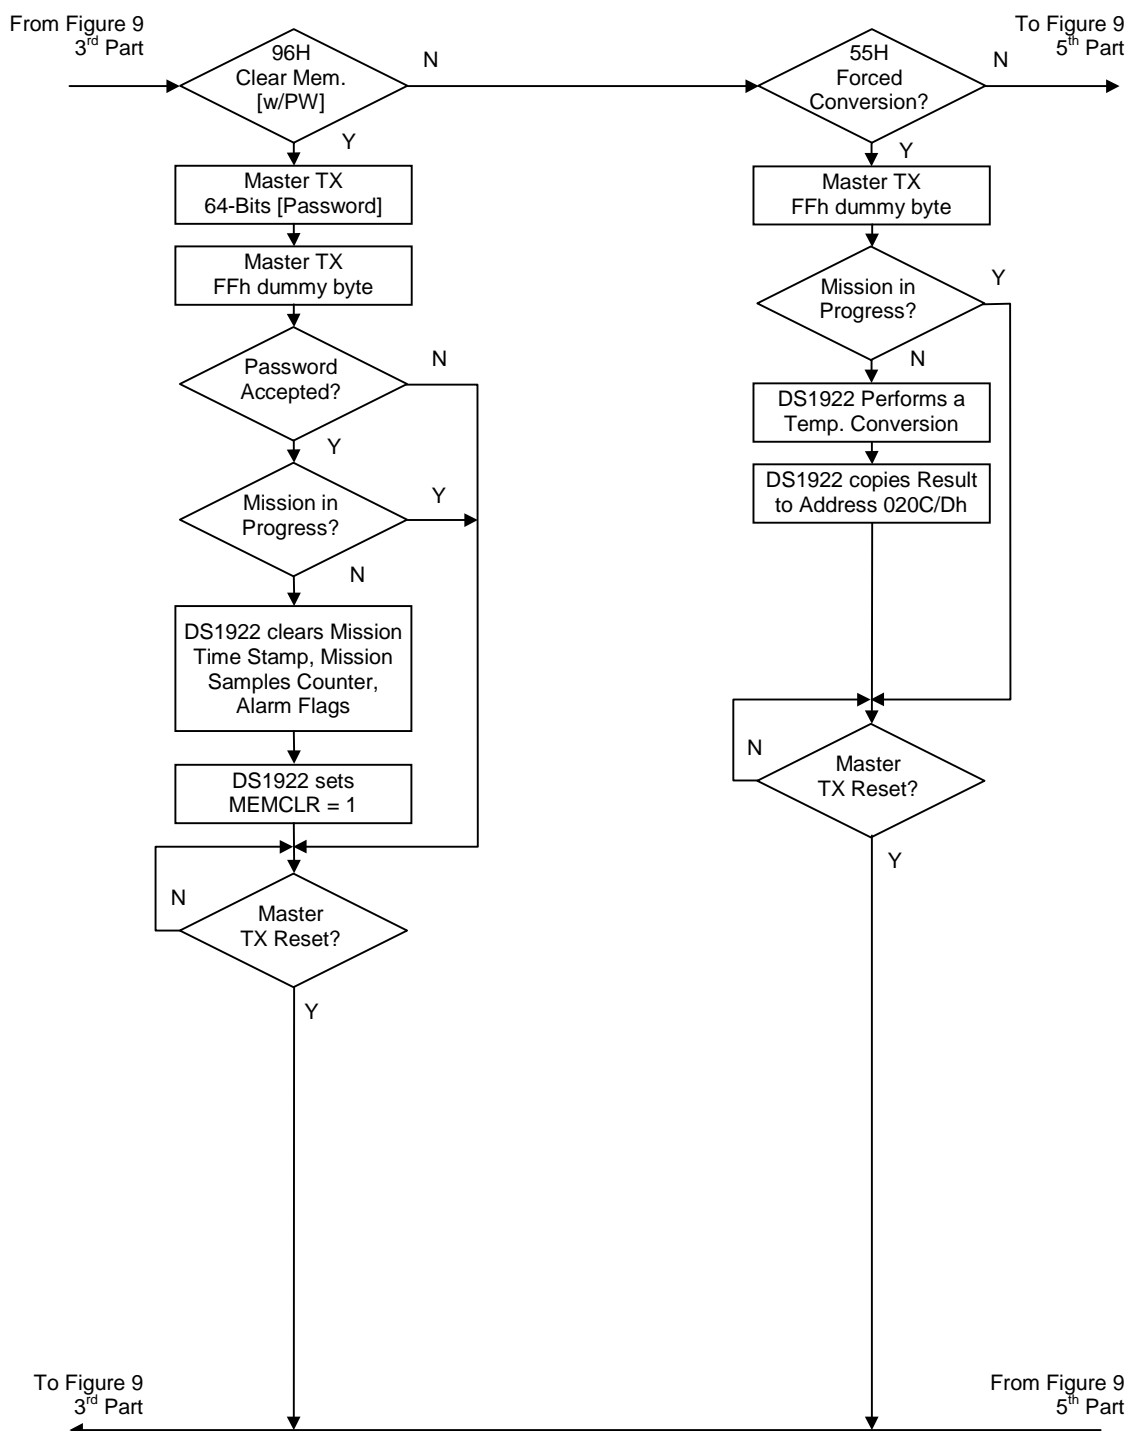 From Figure 9
3rd Part
96H
Clear Mem.
[w/PW]
N
Y
Master TX
64-Bits [Password]
Master TX
FFh dummy byte
Password
Accepted?
N
Y
Mission in
Progress?
Y
N
DS1922 clears Mission
Time Stamp, Mission
Samples Counter,
Alarm Flags
DS1922 sets
MEMCLR = 1
N
Master
TX Reset?
Y
To Figure 9
3rd Part
To Figure 9
5th Part
55H
Forced
Conversion?
N
Y
Master TX
FFh dummy byte
Mission in
Progress?
Y
N
DS1922 Performs a
Temp. Conversion
DS1922 copies Result
to Address 020C/Dh
N
Master
TX Reset?
Y
From Figure 9
5th Part